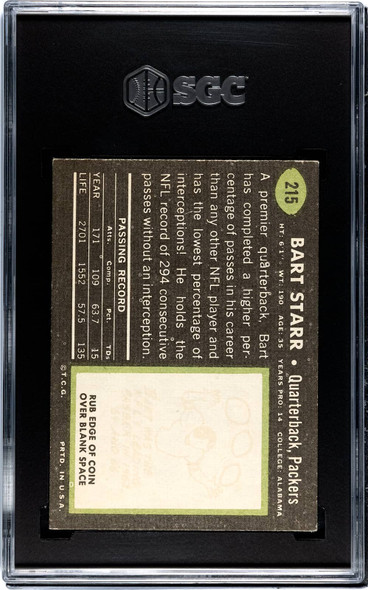 SGC
215
BART STARR • Quarterback, Packers
HT: 6'1" • WT: 190 AGE: 35 YEARS PRO: 14 COLLEGE: ALABAMA
A premier quarterback, Bart
has completed a higher per-
centage of passes in his career
than any other NFL player and
has the lowest percentage of
interceptions! He holds the
NFL record of 294 consecutive
passes without an interception.
PASSING RECORD
Atts. Comp. Pct. TDs
YEAR 171 109 63.7 15
LIFE 2701 1552 57.5 135
RUB EDGE OF COIN
OVER BLANK SPACE
©T.C.G. PRTD. IN U.S.A.